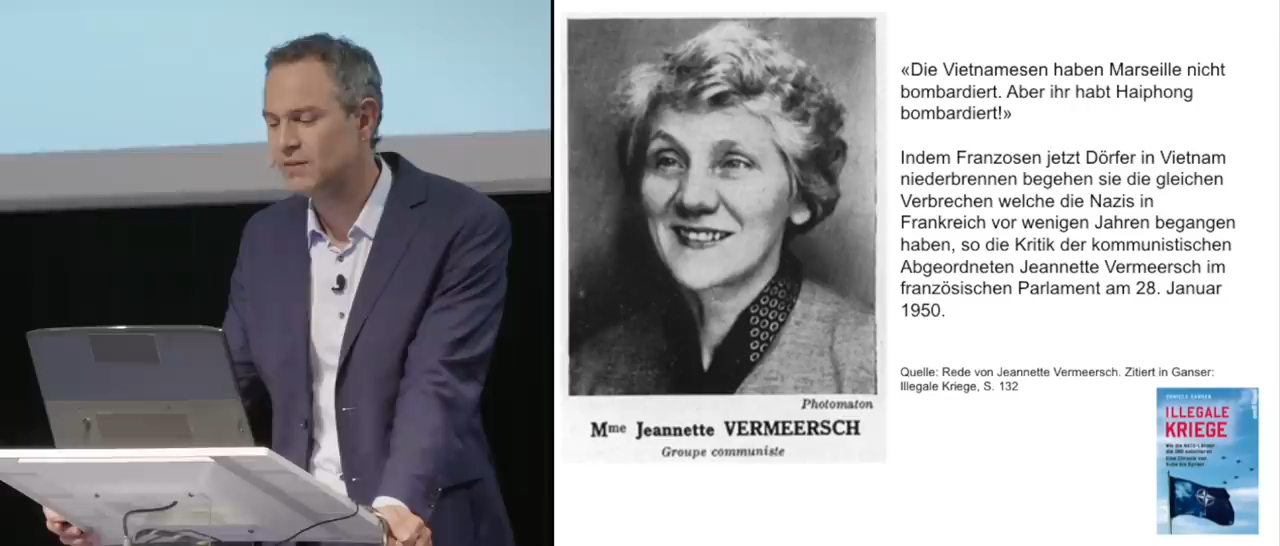 «Die Vietnamesen haben Marseille nicht
bombardiert. Aber ihr habt Haiphong
bombardiert!»
Indem Franzosen jetzt Dörfer in Vietnam
niederbrennen begehen sie die gleichen
Verbrechen welche die Nazis in
Frankreich vor wenigen Jahren begangen
haben, so die Kritik der kommunistischen
Abgeordneten Jeannette Vermeersch im
französischen Parlament am 28. Januar
1950.
Quelle: Rede von Jeannette Vermeersch. Zitiert in Ganser:
Illegale Kriege, S. 132
Photomaton
Mme Jeannette VERMEERSCH
Groupe communiste
ILLEGALE
KRIEGE